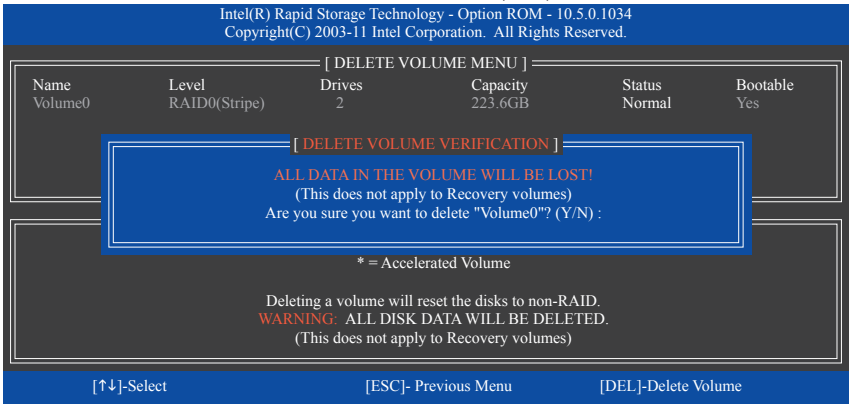 Intel(R) Rapid Storage Technology - Option ROM - 10.5.0.1034
Copyright(C) 2003-11 Intel Corporation. All Rights Reserved.
[ DELETE VOLUME MENU ]
Name Level Drives Capacity Status Bootable
Volume0 RAID0(Stripe) 2 223.6GB Normal Yes
[ DELETE VOLUME VERIFICATION ]
ALL DATA IN THE VOLUME WILL BE LOST!
(This does not apply to Recovery volumes)
Are you sure you want to delete "Volume0"? (Y/N) :
* = Accelerated Volume
Deleting a volume will reset the disks to non-RAID.
WARNING: ALL DISK DATA WILL BE DELETED.
(This does not apply to Recovery volumes)
[↑↓]-Select [ESC]- Previous Menu [DEL]-Delete Volume